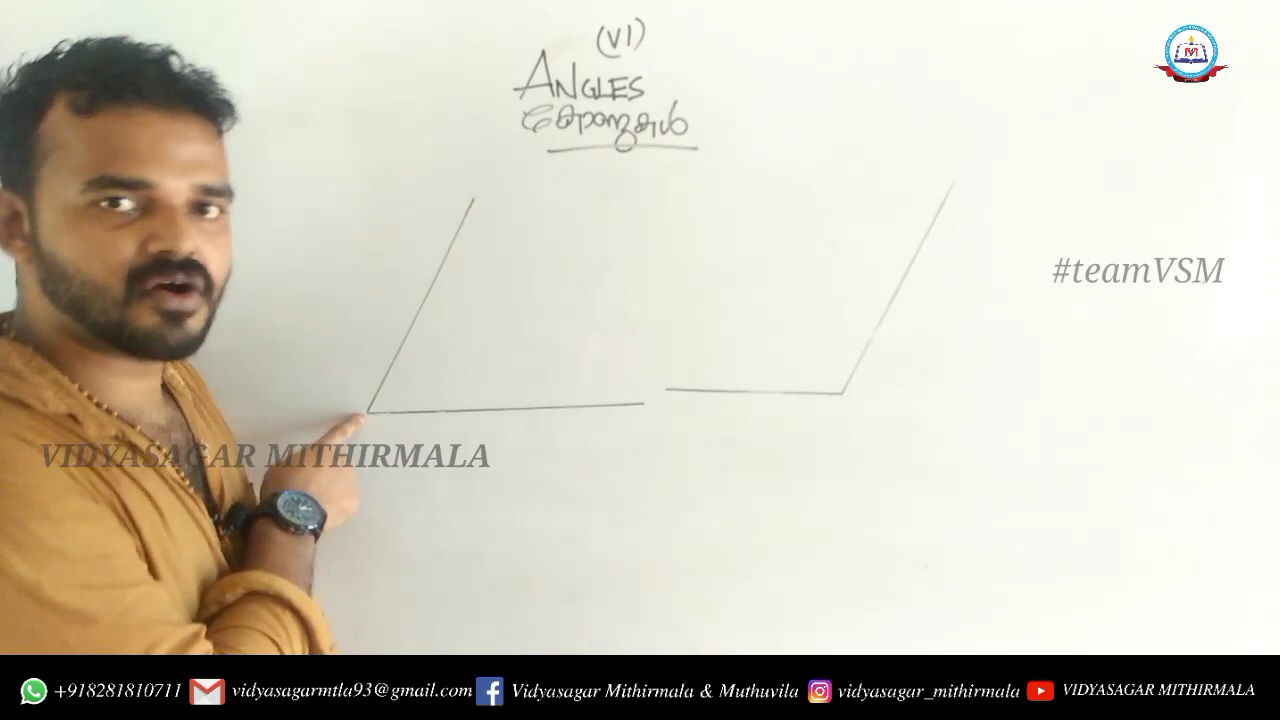 (VI)
ANGLES
കോണുകൾ
#teamVSM
VIDYASAGAR MITHIRMALA
+918281810711 vidyasagarmtla93@gmail.com Vidyasagar Mithirmala & Muthuvila vidyasagar_mithirmala VIDYASAGAR MITHIRMALA